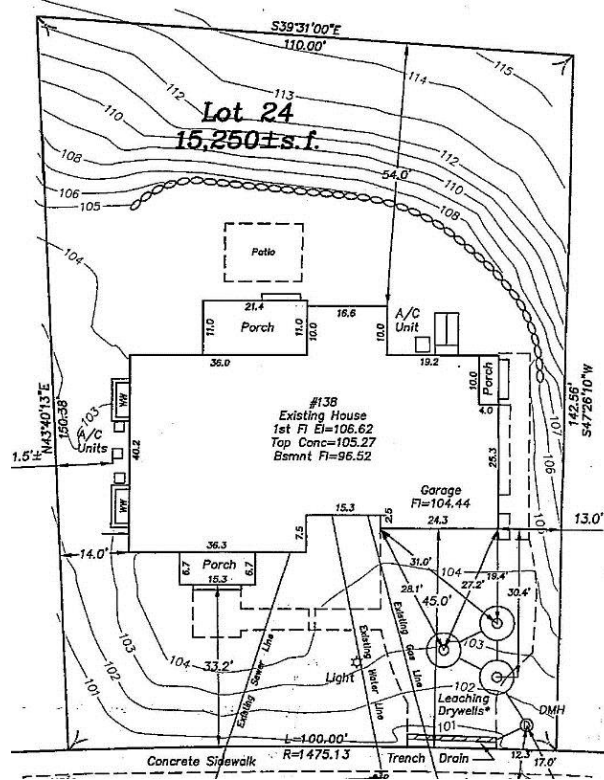 S39°31'00"E
110.00'
115
114
113
112
110
108
106
105
104
Lot 24
15,250±s.f.
112
110
108
54.0'
Patio
21.4
11.0
Porch
11.0
10.0
16.6
10.0
A/C
Unit
36.0
19.2
10.0
Porch
4.0
N43°40'13"E
150.38'
103
WW
A/C
Units
WW
40.2
1.5'±
#138
Existing House
1st Fl El=106.62
Top Conc=105.27
Bsmnt Fl=96.52
25.3
142.56'
S47°26'10"W
107
106
105
Garage
Fl=104.44
15.3
2.5
24.3
13.0'
14.0'
36.3
7.5
6.7
Porch
6.7
15.3
31.0'
28.1'
45.0'
27.2'
19.4'
30.4'
104
103
102
101
104
103
102
101
33.2'
Existing Sewer Line
Existing Water Line
Existing Gas Line
Light
Leaching
Drywells*
DMH
L=100.00'
R=1475.13
Concrete Sidewalk
Trench Drain
12.3
17.0'